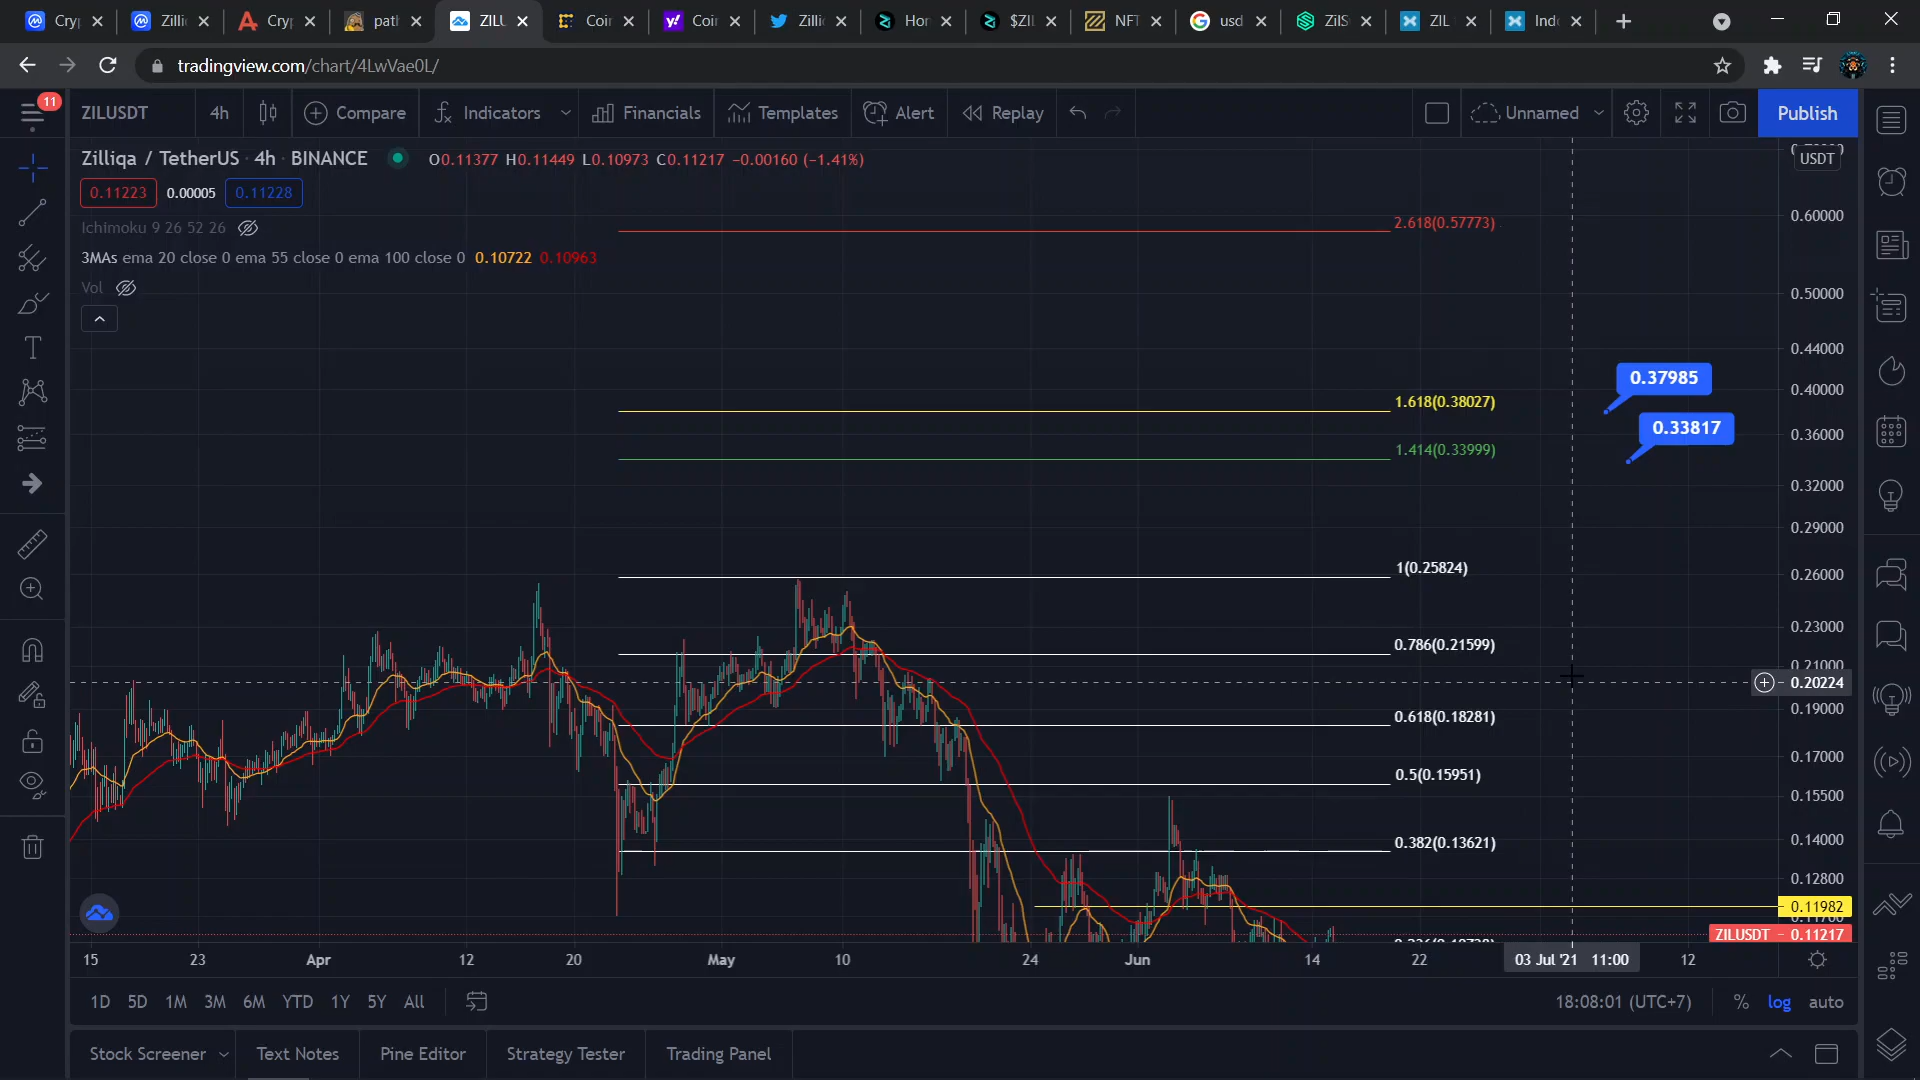 Cry
Zilli
Cryp
path
ZILU
Coin
Coin
Zillic
Hor
$ZIL
NFT
usd
ZilS
ZIL
Inde
tradingview.com/chart/4LwVae0L/
11
ZILUSDT 4h Compare Indicators Financials Templates Alert Replay Unnamed Publish
Zilliqa / TetherUS · 4h · BINANCE O0.11377 H0.11449 L0.10973 C0.11217 −0.00160 (−1.41%)
USDT
0.11223 0.00005 0.11228
Ichimoku 9 26 52 26
3MAs ema 20 close 0 ema 55 close 0 ema 100 close 0 0.10722 0.10963
Vol
2.618(0.57773)
1.618(0.38027)
1.414(0.33999)
1(0.25824)
0.786(0.21599)
0.618(0.18281)
0.5(0.15951)
0.382(0.13621)
0.37985
0.33817
0.60000
0.50000
0.44000
0.40000
0.36000
0.32000
0.29000
0.26000
0.23000
0.21000
0.20224
0.19000
0.17000
0.15500
0.14000
0.12800
0.11982
ZILUSDT 0.11217
15 23 Apr 12 20 May 10 24 Jun 14 22 03 Jul '21 11:00 12
1D 5D 1M 3M 6M YTD 1Y 5Y All 18:08:01 (UTC+7) % log auto
Stock Screener Text Notes Pine Editor Strategy Tester Trading Panel